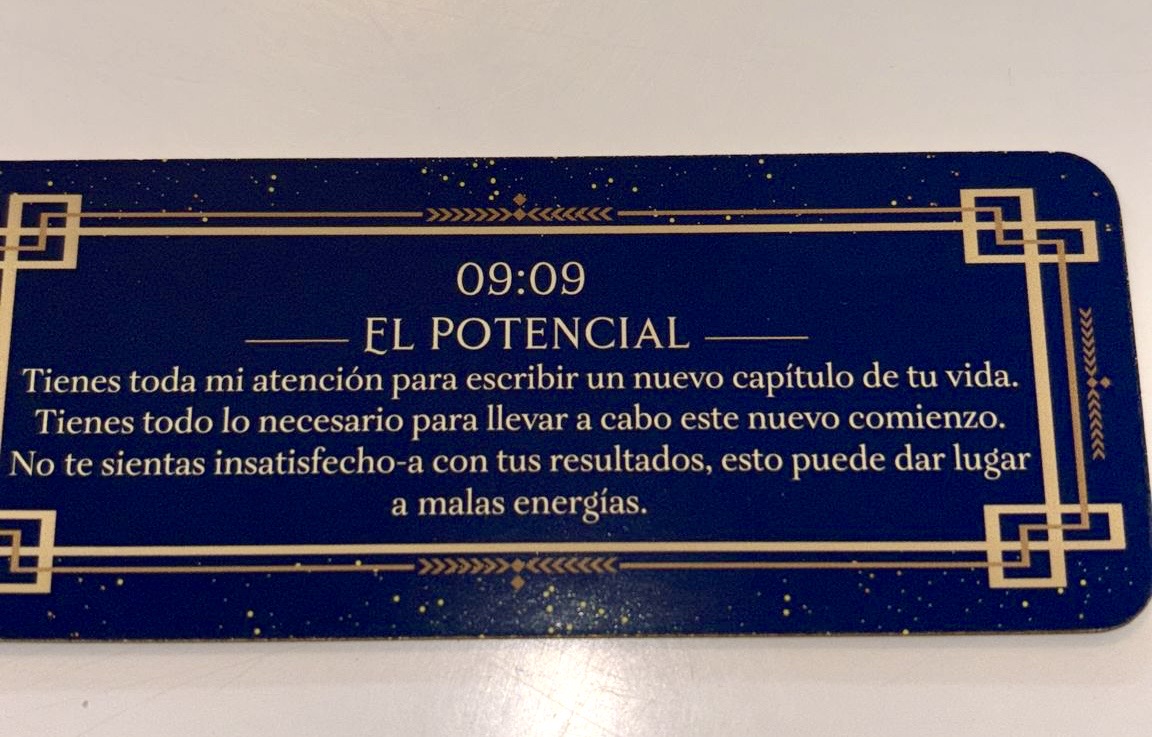 09:09
EL POTENCIAL
Tienes toda mi atención para escribir un nuevo capítulo de tu vida.
Tienes todo lo necesario para llevar a cabo este nuevo comienzo.
No te sientas insatisfecho-a con tus resultados, esto puede dar lugar
a malas energías.